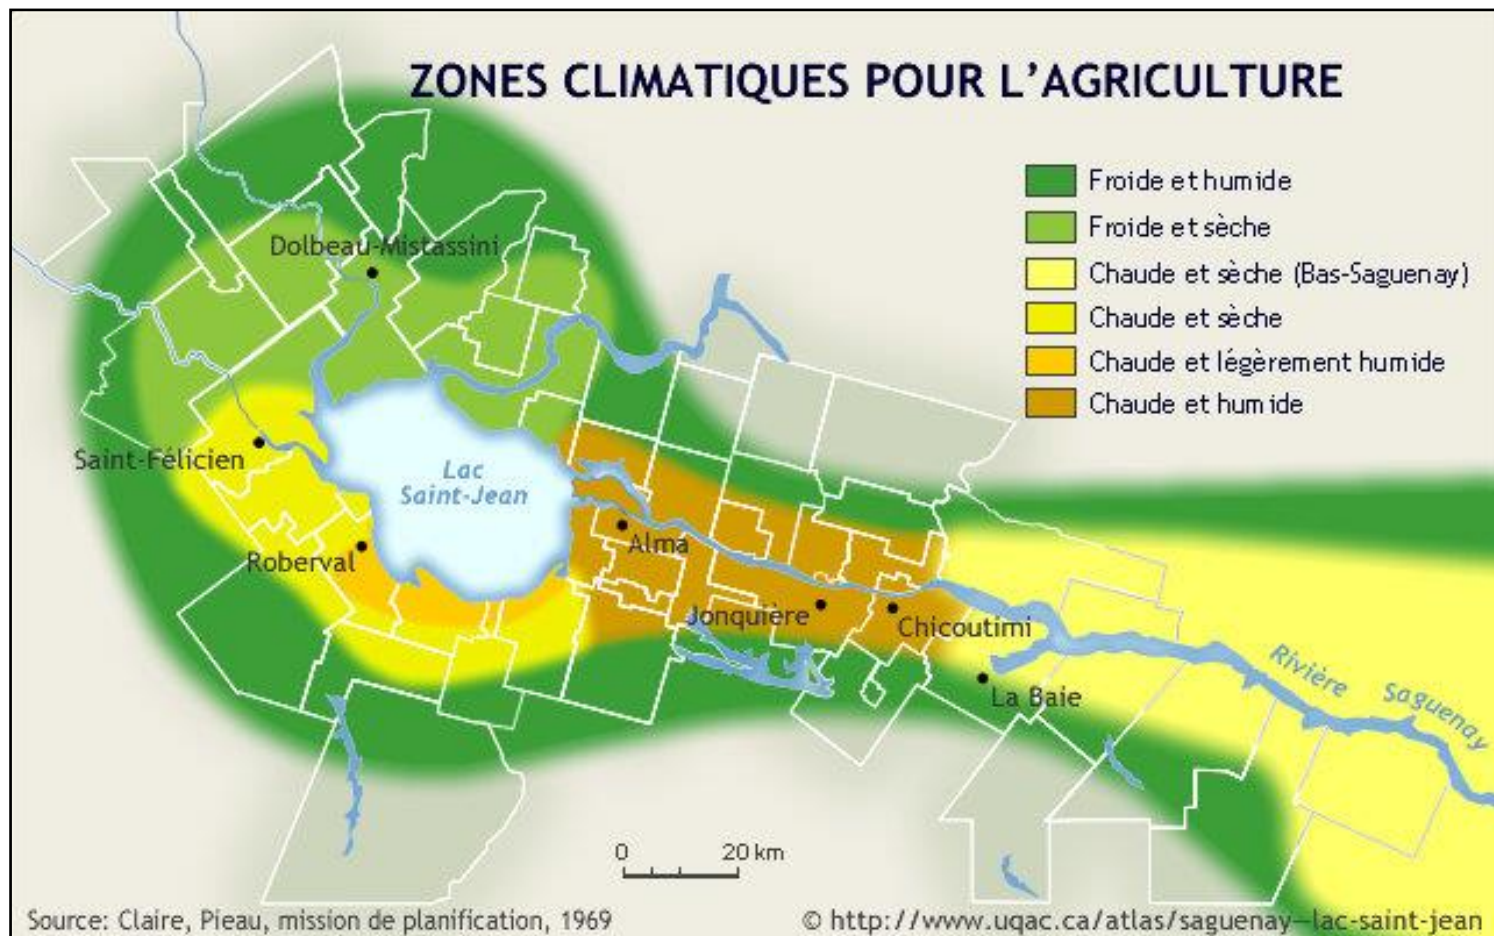 ZONES CLIMATIQUES POUR L'AGRICULTURE
Froide et humide
Froide et sèche
Chaude et sèche (Bas-Saguenay)
Chaude et sèche
Chaude et légèrement humide
Chaude et humide
Dolbeau-Mistassini
Saint-Félicien
Lac
Saint-Jean
Roberval
Alma
Jonquière
Chicoutimi
La Baie
Rivière Saguenay
0 20 km
Source: Claire, Pieau, mission de planification, 1969
© http://www.uqac.ca/atlas/saguenay—lac-saint-jean